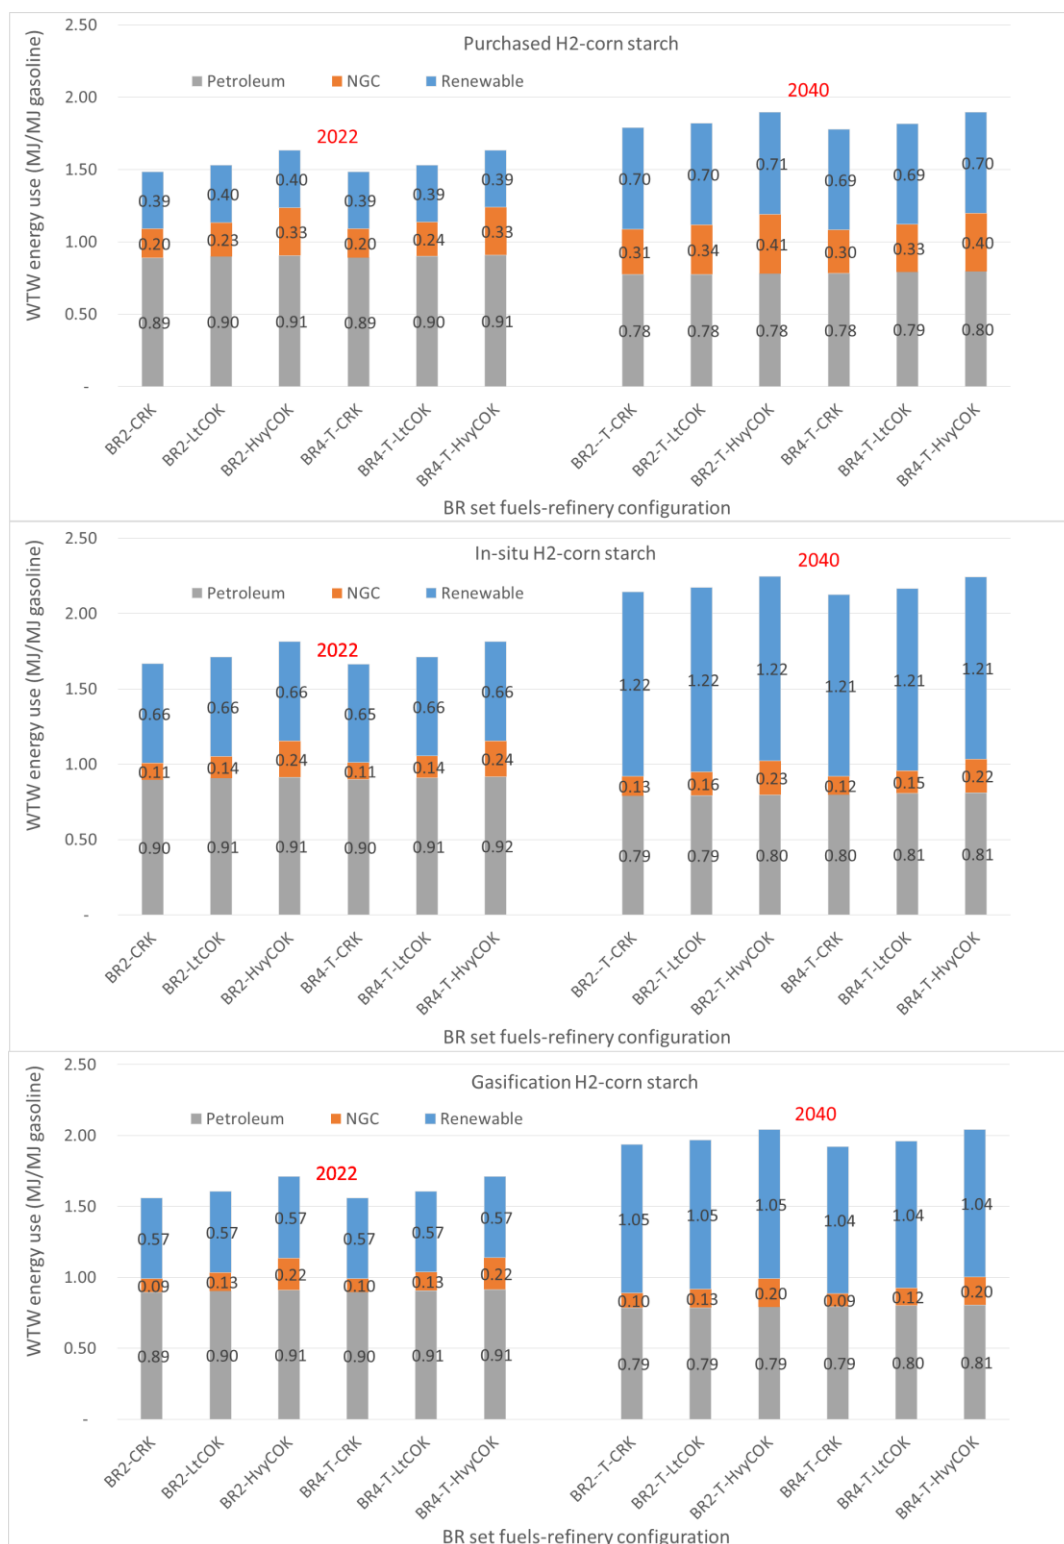 Purchased H2-corn starch
Petroleum NGC Renewable
2022
2040
WTW energy use (MJ/MJ gasoline)
2.50
2.00
1.50
1.00
0.50
-
0.39 0.40 0.40 0.39 0.39 0.39 0.70 0.70 0.71 0.69 0.69 0.70
0.20 0.23 0.33 0.20 0.24 0.33 0.31 0.34 0.41 0.30 0.33 0.40
0.89 0.90 0.91 0.89 0.90 0.91 0.78 0.78 0.78 0.78 0.79 0.80
BR2-CRK BR2-LtCOK BR2-HvyCOK BR4-T-CRK BR4-T-LtCOK BR4-T-HvyCOK BR2--T-CRK BR2-T-LtCOK BR2-T-HvyCOK BR4-T-CRK BR4-T-LtCOK BR4-T-HvyCOK
BR set fuels-refinery configuration
In-situ H2-corn starch
Petroleum NGC Renewable
2022
2040
WTW energy use (MJ/MJ gasoline)
2.50
2.00
1.50
1.00
0.50
-
0.66 0.66 0.66 0.65 0.66 0.66 1.22 1.22 1.22 1.21 1.21 1.21
0.11 0.14 0.24 0.11 0.14 0.24 0.13 0.16 0.23 0.12 0.15 0.22
0.90 0.91 0.91 0.90 0.91 0.92 0.79 0.79 0.80 0.80 0.81 0.81
BR2-CRK BR2-LtCOK BR2-HvyCOK BR4-T-CRK BR4-T-LtCOK BR4-T-HvyCOK BR2--T-CRK BR2-T-LtCOK BR2-T-HvyCOK BR4-T-CRK BR4-T-LtCOK BR4-T-HvyCOK
BR set fuels-refinery configuration
Gasification H2-corn starch
Petroleum NGC Renewable
2022
2040
WTW energy use (MJ/MJ gasoline)
2.50
2.00
1.50
1.00
0.50
-
0.57 0.57 0.57 0.57 0.57 0.57 1.05 1.05 1.05 1.04 1.04 1.04
0.09 0.13 0.22 0.10 0.13 0.22 0.10 0.13 0.20 0.09 0.12 0.20
0.89 0.90 0.91 0.90 0.91 0.91 0.79 0.79 0.79 0.79 0.80 0.81
BR2-CRK BR2-LtCOK BR2-HvyCOK BR4-T-CRK BR4-T-LtCOK BR4-T-HvyCOK BR2--T-CRK BR2-T-LtCOK BR2-T-HvyCOK BR4-T-CRK BR4-T-LtCOK BR4-T-HvyCOK
BR set fuels-refinery configuration